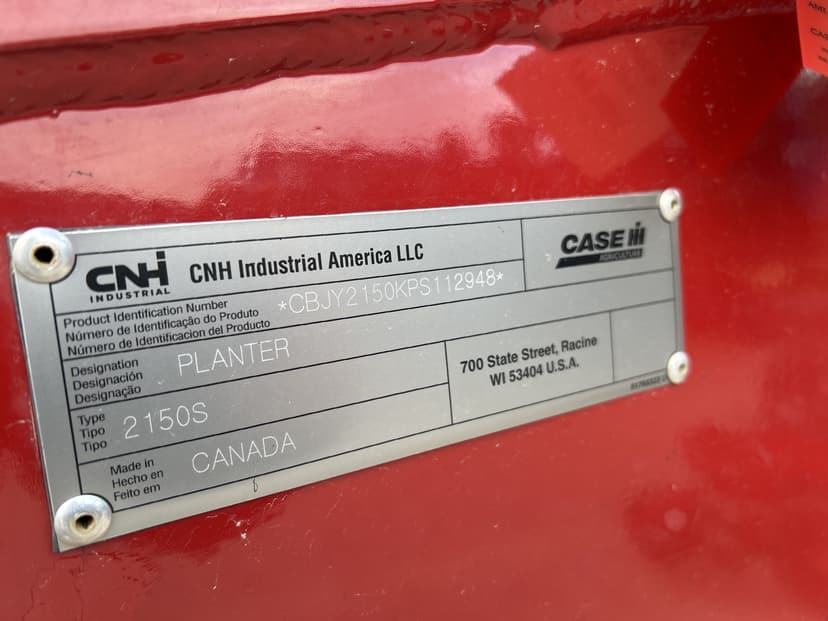 CNH
INDUSTRIAL
CNH Industrial America LLC
CASE IH
AGRICULTURE
Product Identification Number
Número de Identificação do Produto
Número de Identificacion del Producto
*CBJY2150KPS112948*
Designation
Designación
Designação
PLANTER
700 State Street, Racine
WI 53404 U.S.A.
Type
Tipo
Tipo
2150S
Made in
Hecho en
Feito em
CANADA